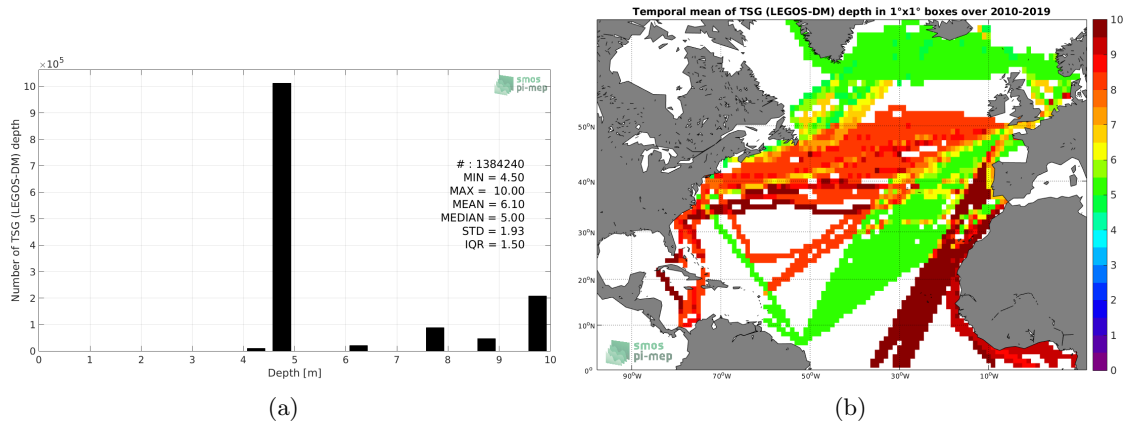 ×10⁵
10
9
8
7
6
5
4
3
2
1
0
Number of TSG (LEGOS-DM) depth
smos
pi-mep
# : 1384240
MIN = 4.50
MAX = 10.00
MEAN = 6.10
MEDIAN = 5.00
STD = 1.93
IQR = 1.50
0 1 2 3 4 5 6 7 8 9 10
Depth [m]
(a)
Temporal mean of TSG (LEGOS-DM) depth in 1°x1° boxes over 2010-2019
50°N
40°N
30°N
20°N
10°N
0°
90°W 70°W 50°W 30°W 10°W
smos
pi-mep
10
9
8
7
6
5
4
3
2
1
0
(b)